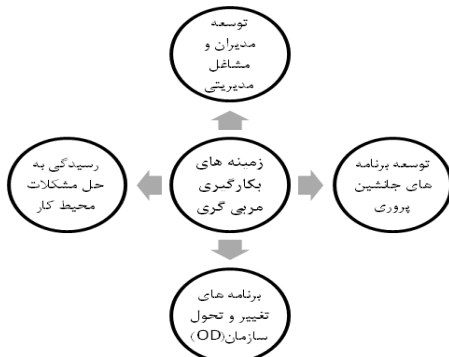 توسعه
مدیران و
مشاغل
مدیریتی
توسعه برنامه
های جانشین
پروری
زمینه های
بکارگیری
مربی گری
رسیدگی به
حل مشکلات
محیط کار
برنامه های
تغییر و تحول
سازمان(OD)